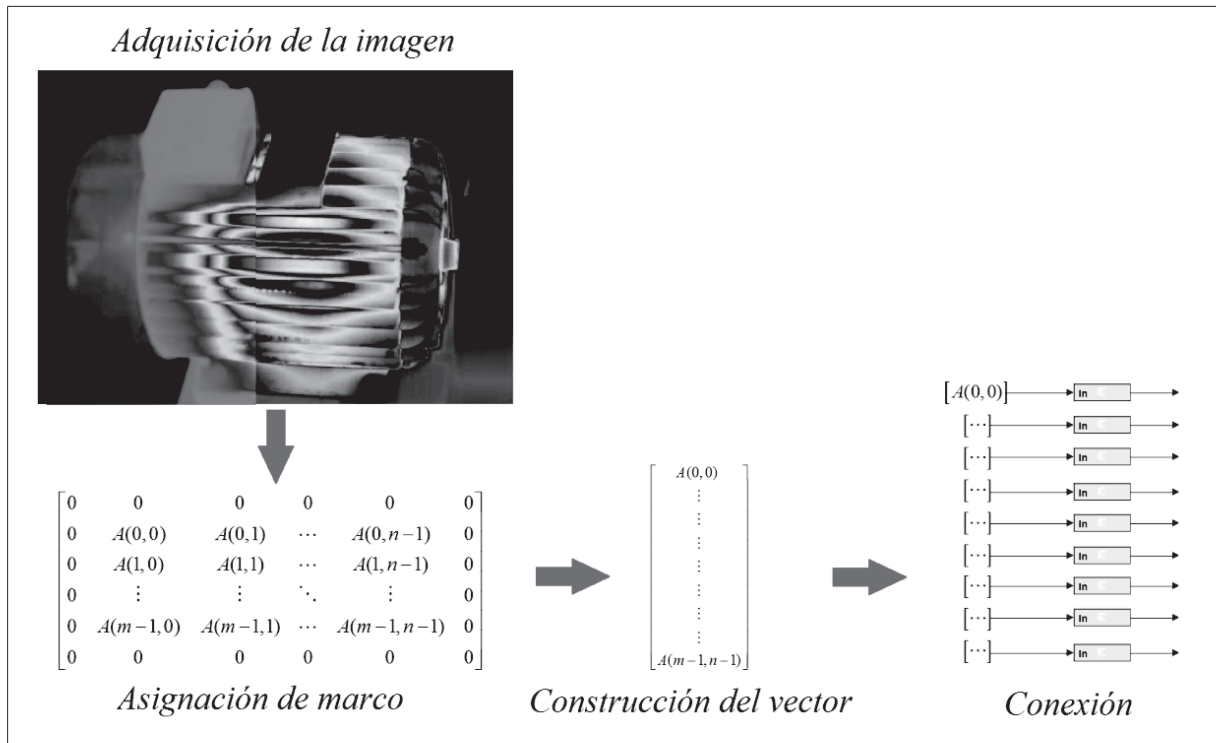 Adquisición de la imagen
0 0 0 0 0 0
0 A(0,0) A(0,1) ⋯ A(0,n−1) 0
0 A(1,0) A(1,1) ⋯ A(1,n−1) 0
0 ⋮ ⋮ ⋱ ⋮ 0
0 A(m−1,0) A(m−1,1) ⋯ A(m−1,n−1) 0
0 0 0 0 0 0
Asignación de marco
A(0,0)
⋮
⋮
⋮
⋮
⋮
⋮
⋮
A(m−1,n−1)
Construcción del vector
[A(0,0)] In
[⋯] In
[⋯] In
[⋯] In
[⋯] In
[⋯] In
[⋯] In
[⋯] In
[⋯] In
Conexión